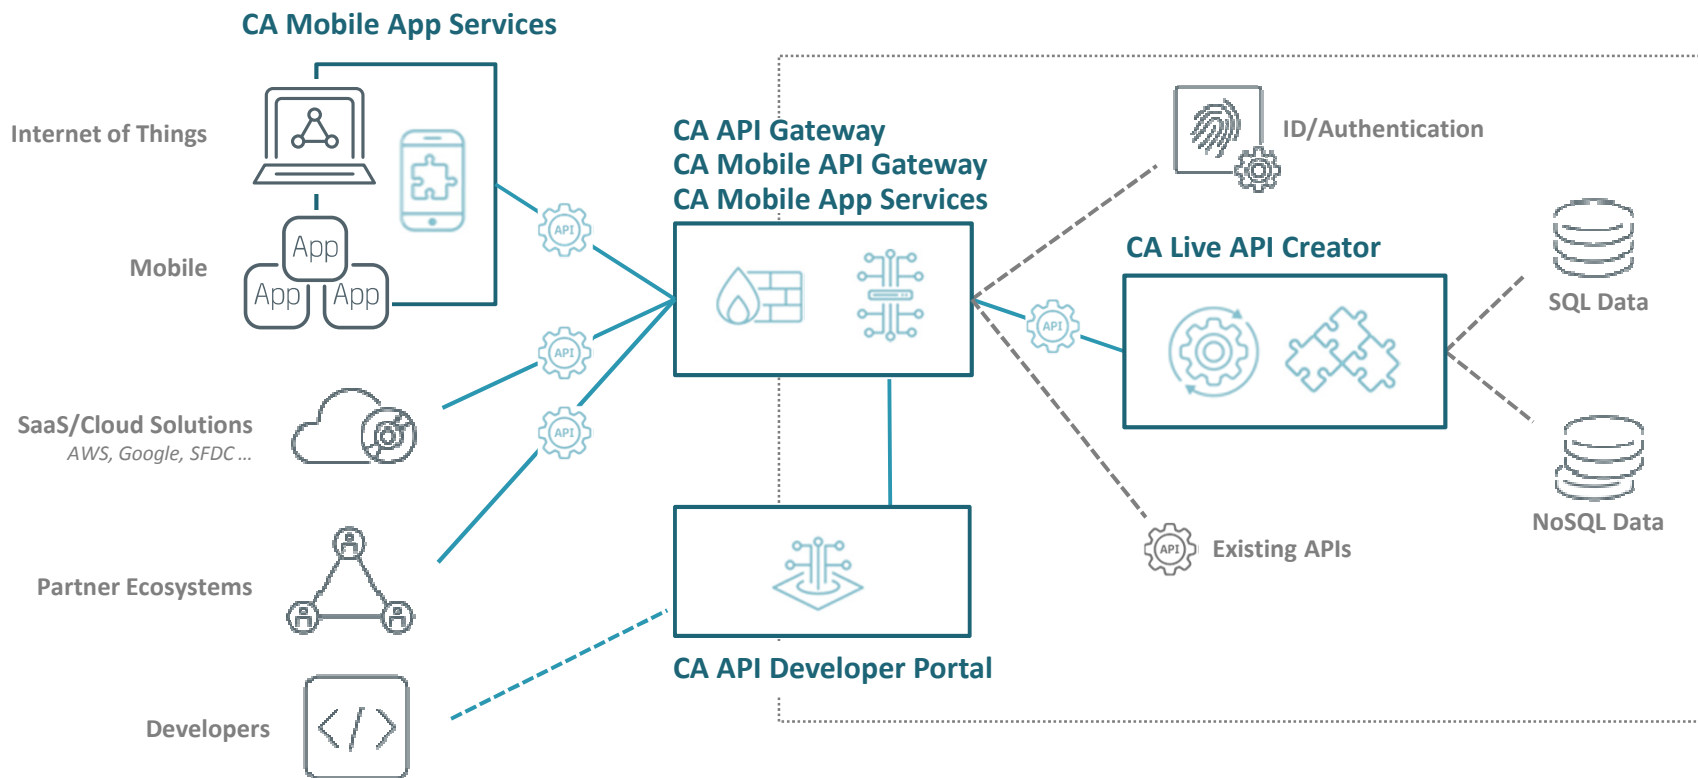 CA Mobile App Services
Internet of Things
Mobile
App
App
App
SaaS/Cloud Solutions
AWS, Google, SFDC ...
Partner Ecosystems
Developers
</>
API
API
API
CA API Gateway
CA Mobile API Gateway
CA Mobile App Services
CA API Developer Portal
ID/Authentication
API
CA Live API Creator
API
Existing APIs
SQL Data
NoSQL Data